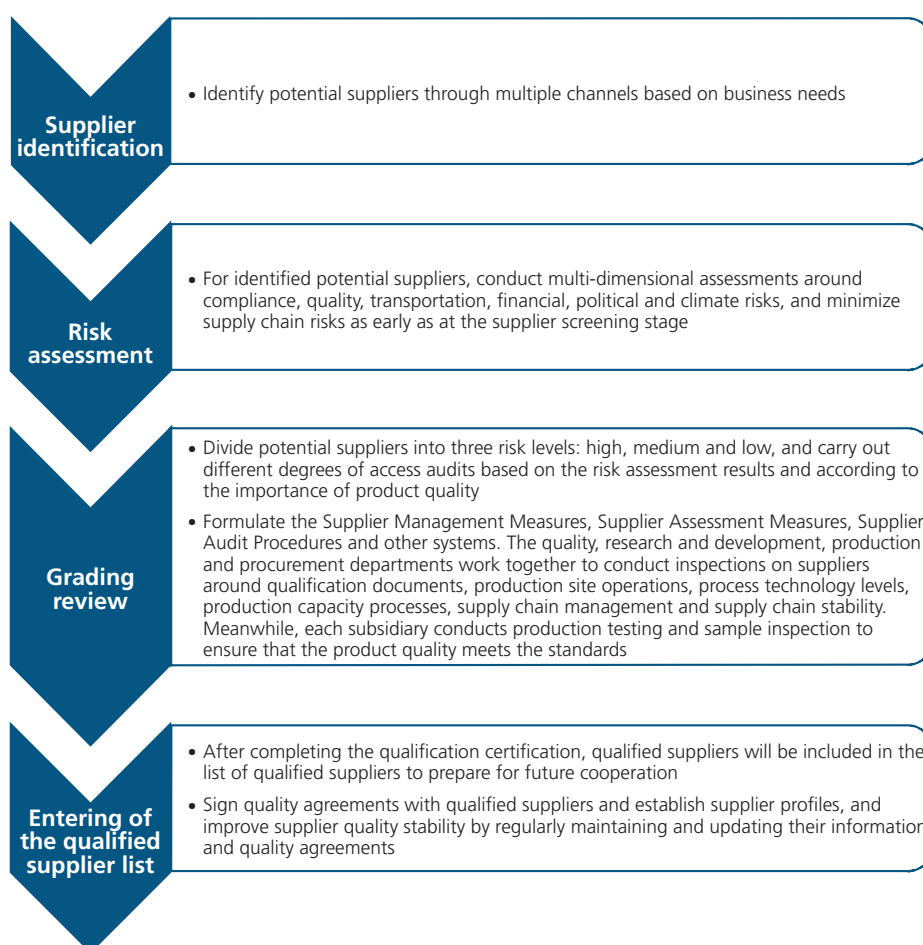 Supplier
identification
• Identify potential suppliers through multiple channels based on business needs
Risk
assessment
• For identified potential suppliers, conduct multi-dimensional assessments around
compliance, quality, transportation, financial, political and climate risks, and minimize
supply chain risks as early as at the supplier screening stage
Grading
review
• Divide potential suppliers into three risk levels: high, medium and low, and carry out
different degrees of access audits based on the risk assessment results and according to
the importance of product quality
• Formulate the Supplier Management Measures, Supplier Assessment Measures, Supplier
Audit Procedures and other systems. The quality, research and development, production
and procurement departments work together to conduct inspections on suppliers
around qualification documents, production site operations, process technology levels,
production capacity processes, supply chain management and supply chain stability.
Meanwhile, each subsidiary conducts production testing and sample inspection to
ensure that the product quality meets the standards
Entering of
the qualified
supplier list
• After completing the qualification certification, qualified suppliers will be included in the
list of qualified suppliers to prepare for future cooperation
• Sign quality agreements with qualified suppliers and establish supplier profiles, and
improve supplier quality stability by regularly maintaining and updating their information
and quality agreements